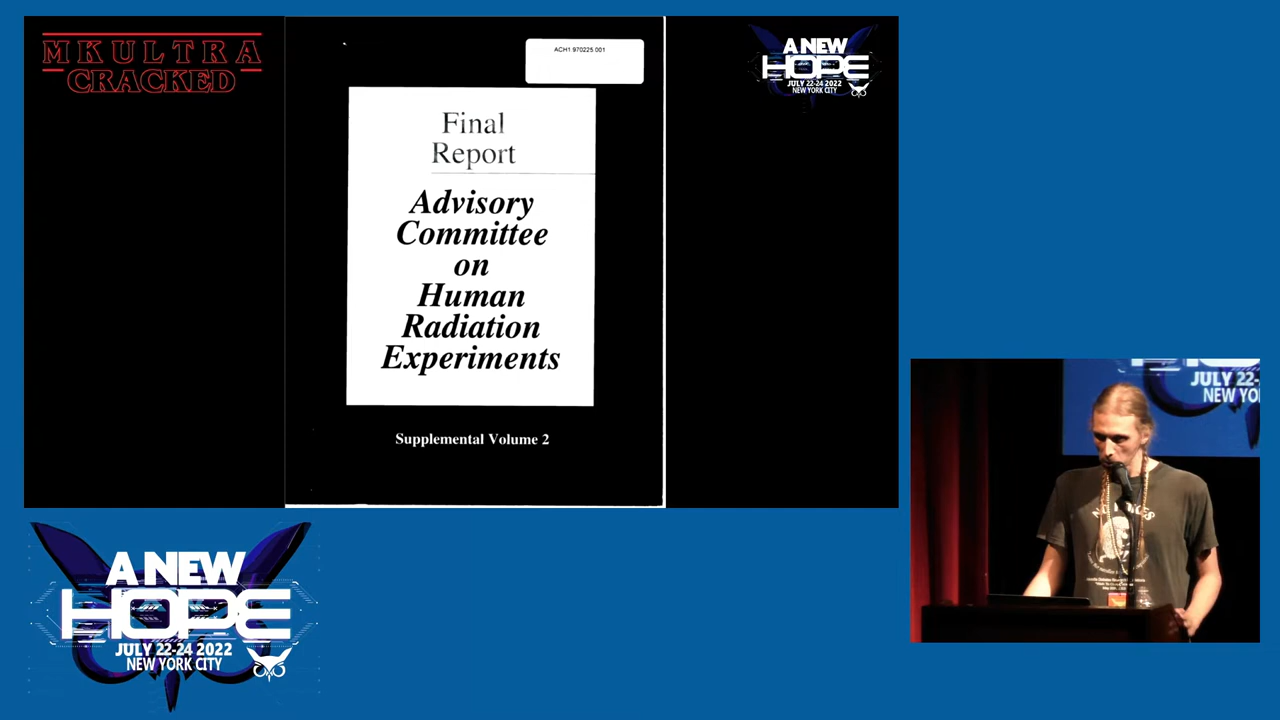 MKULTRA
CRACKED
ACH1.970225.001
Final
Report
Advisory
Committee
on
Human
Radiation
Experiments
Supplemental Volume 2
A NEW
HOPE
JULY 22-24 2022
NEW YORK CITY
A NEW
HOPE
JULY 22-24 2022
NEW YORK CITY
JULY 22-
NEW YO